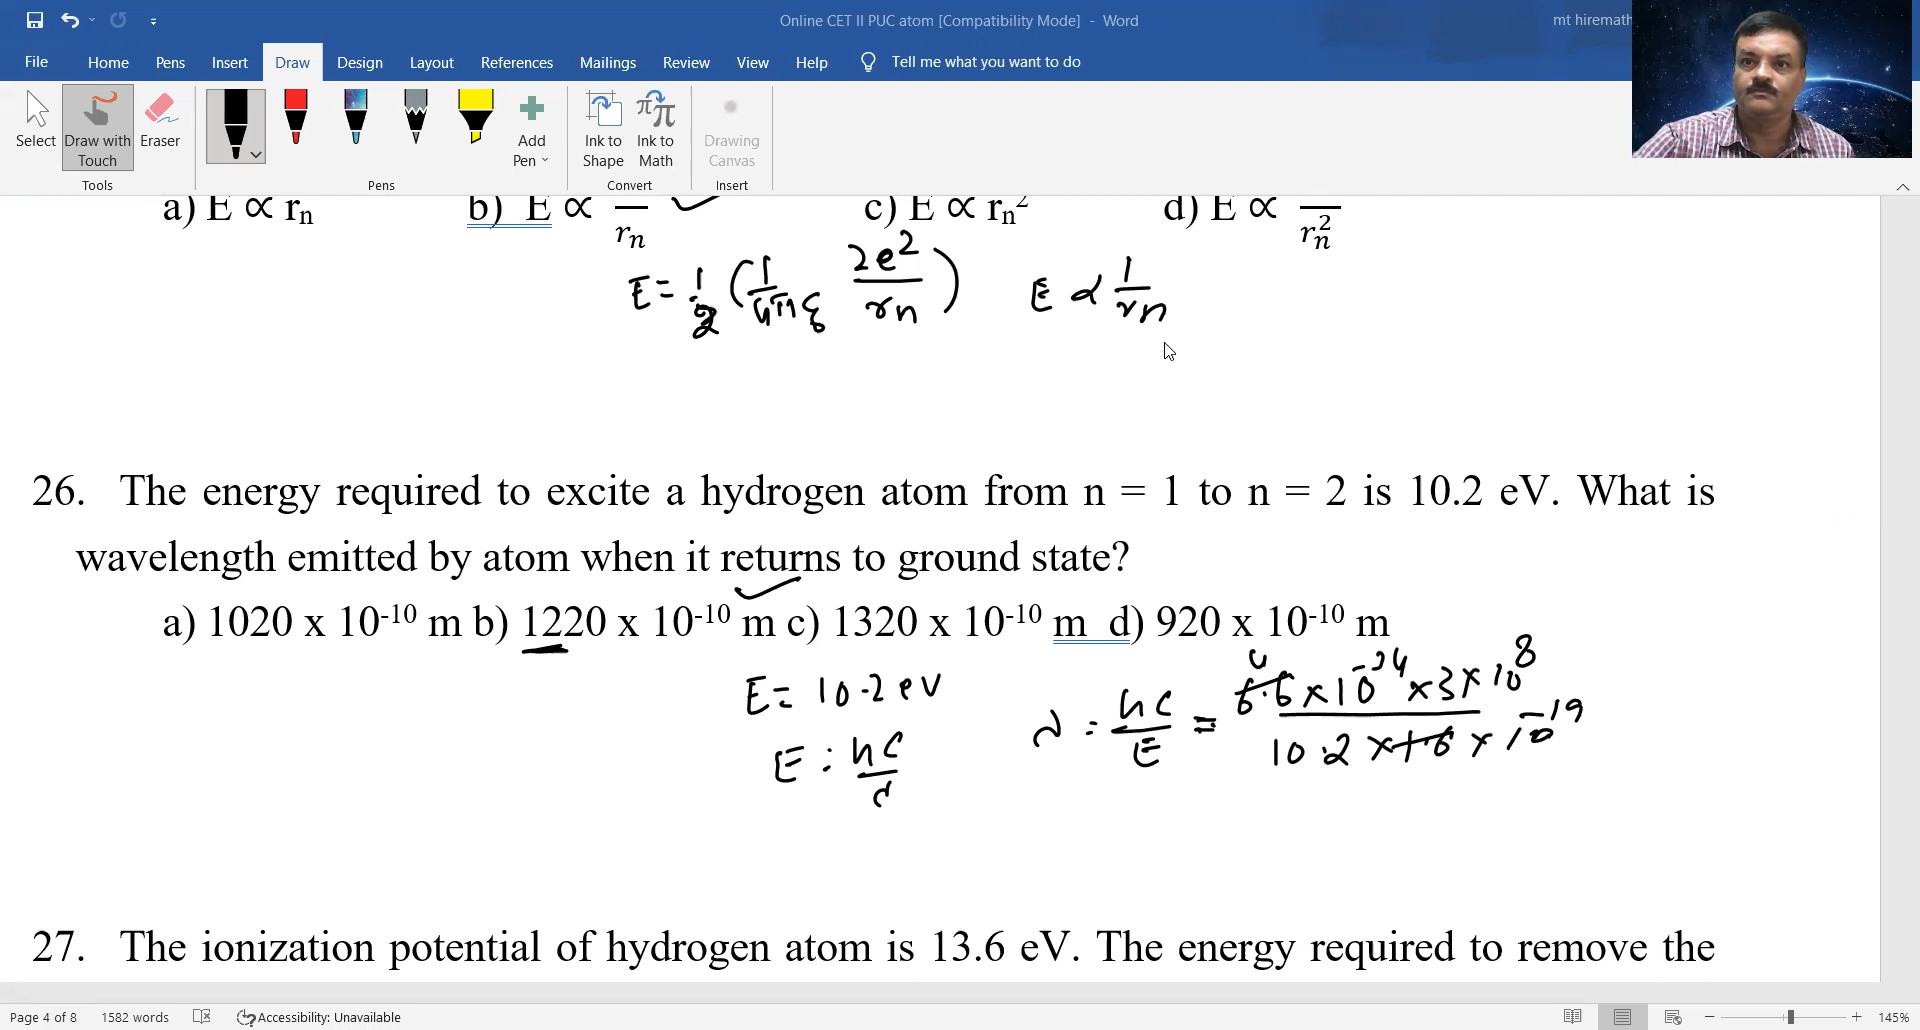 Online CET II PUC atom [Compatibility Mode] - Word
mt hiremath
File Home Pens Insert Draw Design Layout References Mailings Review View Help Tell me what you want to do
Select Draw with Touch Eraser Add Pen Ink to Shape Ink to Math Drawing Canvas
Tools Pens Convert Insert
a) E ∝ rₙ b) E ∝ /rₙ c) E ∝ rₙ² d) E ∝ /rₙ²
E = 1/2 (1/4πε₀ 2e²/rn) E ∝ 1/rn
26. The energy required to excite a hydrogen atom from n = 1 to n = 2 is 10.2 eV. What is
wavelength emitted by atom when it returns to ground state?
a) 1020 x 10⁻¹⁰ m b) 1220 x 10⁻¹⁰ m c) 1320 x 10⁻¹⁰ m d) 920 x 10⁻¹⁰ m
E = 10.2 eV
λ = hc/E = 6.6 × 10⁻³⁴ × 3 × 10⁸ / 10.2 × 1.6 × 10⁻¹⁹
E = hc/λ
27. The ionization potential of hydrogen atom is 13.6 eV. The energy required to remove the
Page 4 of 8 1582 words Accessibility: Unavailable 145%